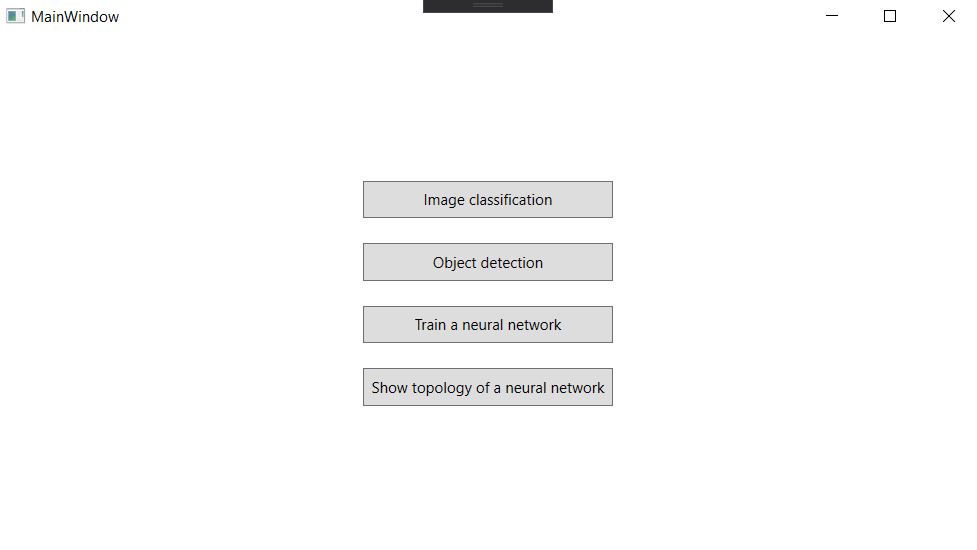 MainWindow
Image classification
Object detection
Train a neural network
Show topology of a neural network